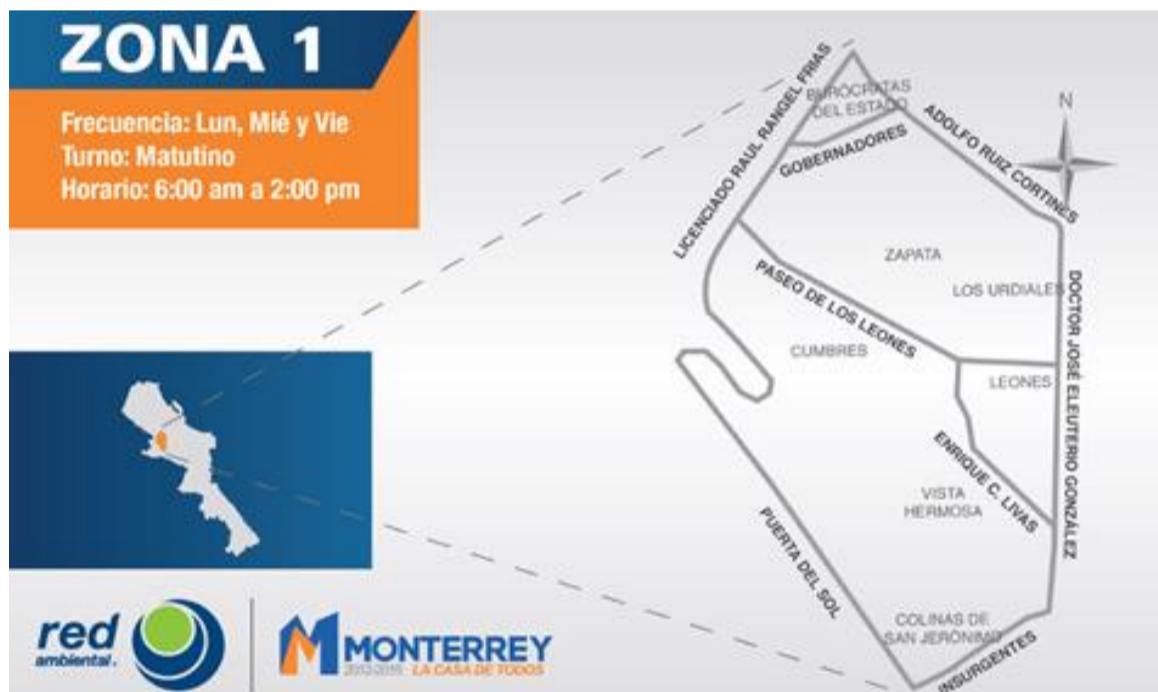 ZONA 1
Frecuencia: Lun, Mié y Vie
Turno: Matutino
Horario: 6:00 am a 2:00 pm
LICENCIADO RAÚL RANGEL FRIAS
BURÓCRATAS
DEL ESTADO
GOBERNADORES
ADOLFO RUIZ CORTINES
N
ZAPATA
LOS URDIALES
PASEO DE LOS LEONES
CUMBRES
LEONES
DOCTOR JOSÉ ELEUTERIO GONZÁLEZ
ENRIQUE C. LIVAS
VISTA
HERMOSA
PUERTA DEL SOL
COLINAS DE
SAN JERÓNIMO
INSURGENTES
red
ambiental.
MONTERREY
2012-2015 LA CASA DE TODOS